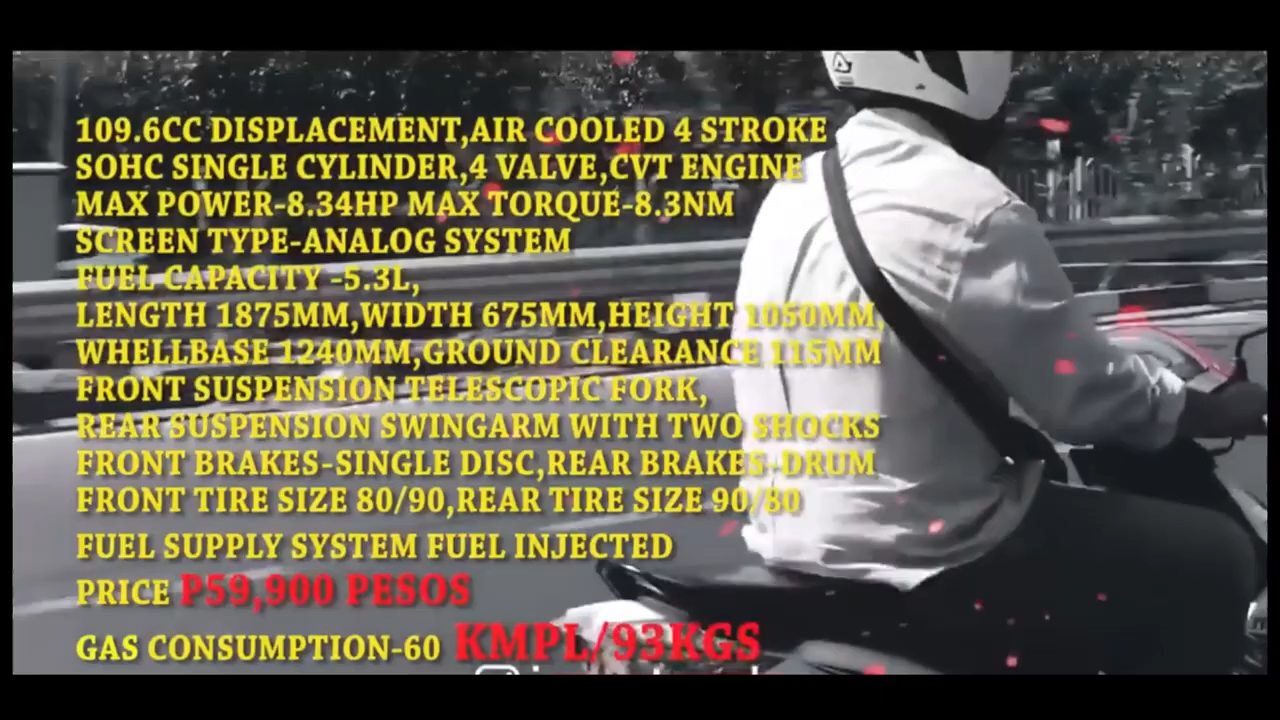 109.6CC DISPLACEMENT,AIR COOLED 4 STROKE
SOHC SINGLE CYLINDER,4 VALVE,CVT ENGINE
MAX POWER-8.34HP MAX TORQUE-8.3NM
SCREEN TYPE-ANALOG SYSTEM
FUEL CAPACITY -5.3L,
LENGTH 1875MM,WIDTH 675MM,HEIGHT 1050MM,
WHELLBASE 1240MM,GROUND CLEARANCE 115MM
FRONT SUSPENSION TELESCOPIC FORK,
REAR SUSPENSION SWINGARM WITH TWO SHOCKS
FRONT BRAKES-SINGLE DISC,REAR BRAKES-DRUM
FRONT TIRE SIZE 80/90,REAR TIRE SIZE 90/80
FUEL SUPPLY SYSTEM FUEL INJECTED
PRICE P59,900 PESOS
GAS CONSUMPTION-60 KMPL/93KGS